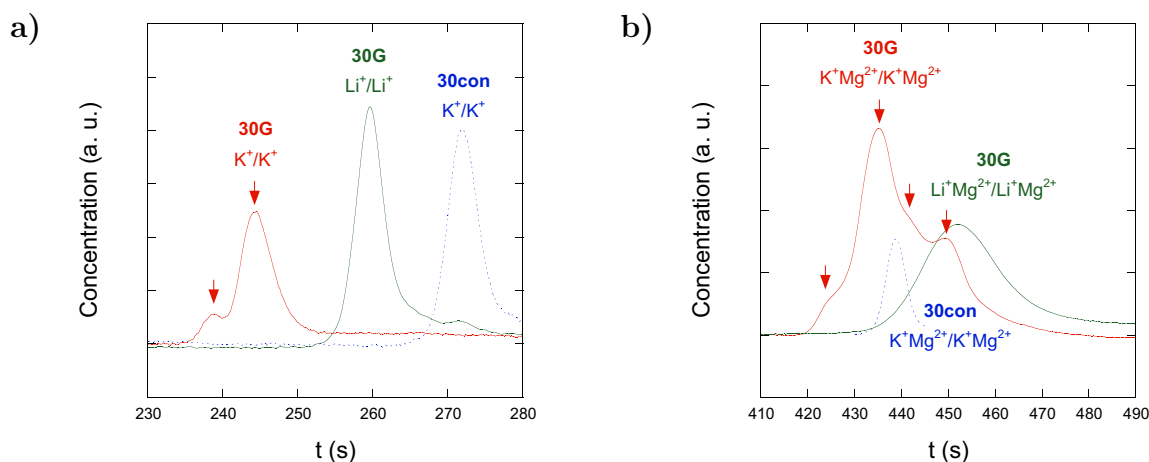 a)
30G
Li⁺/Li⁺
30con
K⁺/K⁺
30G
K⁺/K⁺
Concentration (a. u.)
230 240 250 260 270 280
t (s)
b)
30G
K⁺Mg²⁺/K⁺Mg²⁺
30G
Li⁺Mg²⁺/Li⁺Mg²⁺
30con
K⁺Mg²⁺/K⁺Mg²⁺
Concentration (a. u.)
410 420 430 440 450 460 470 480 490
t (s)